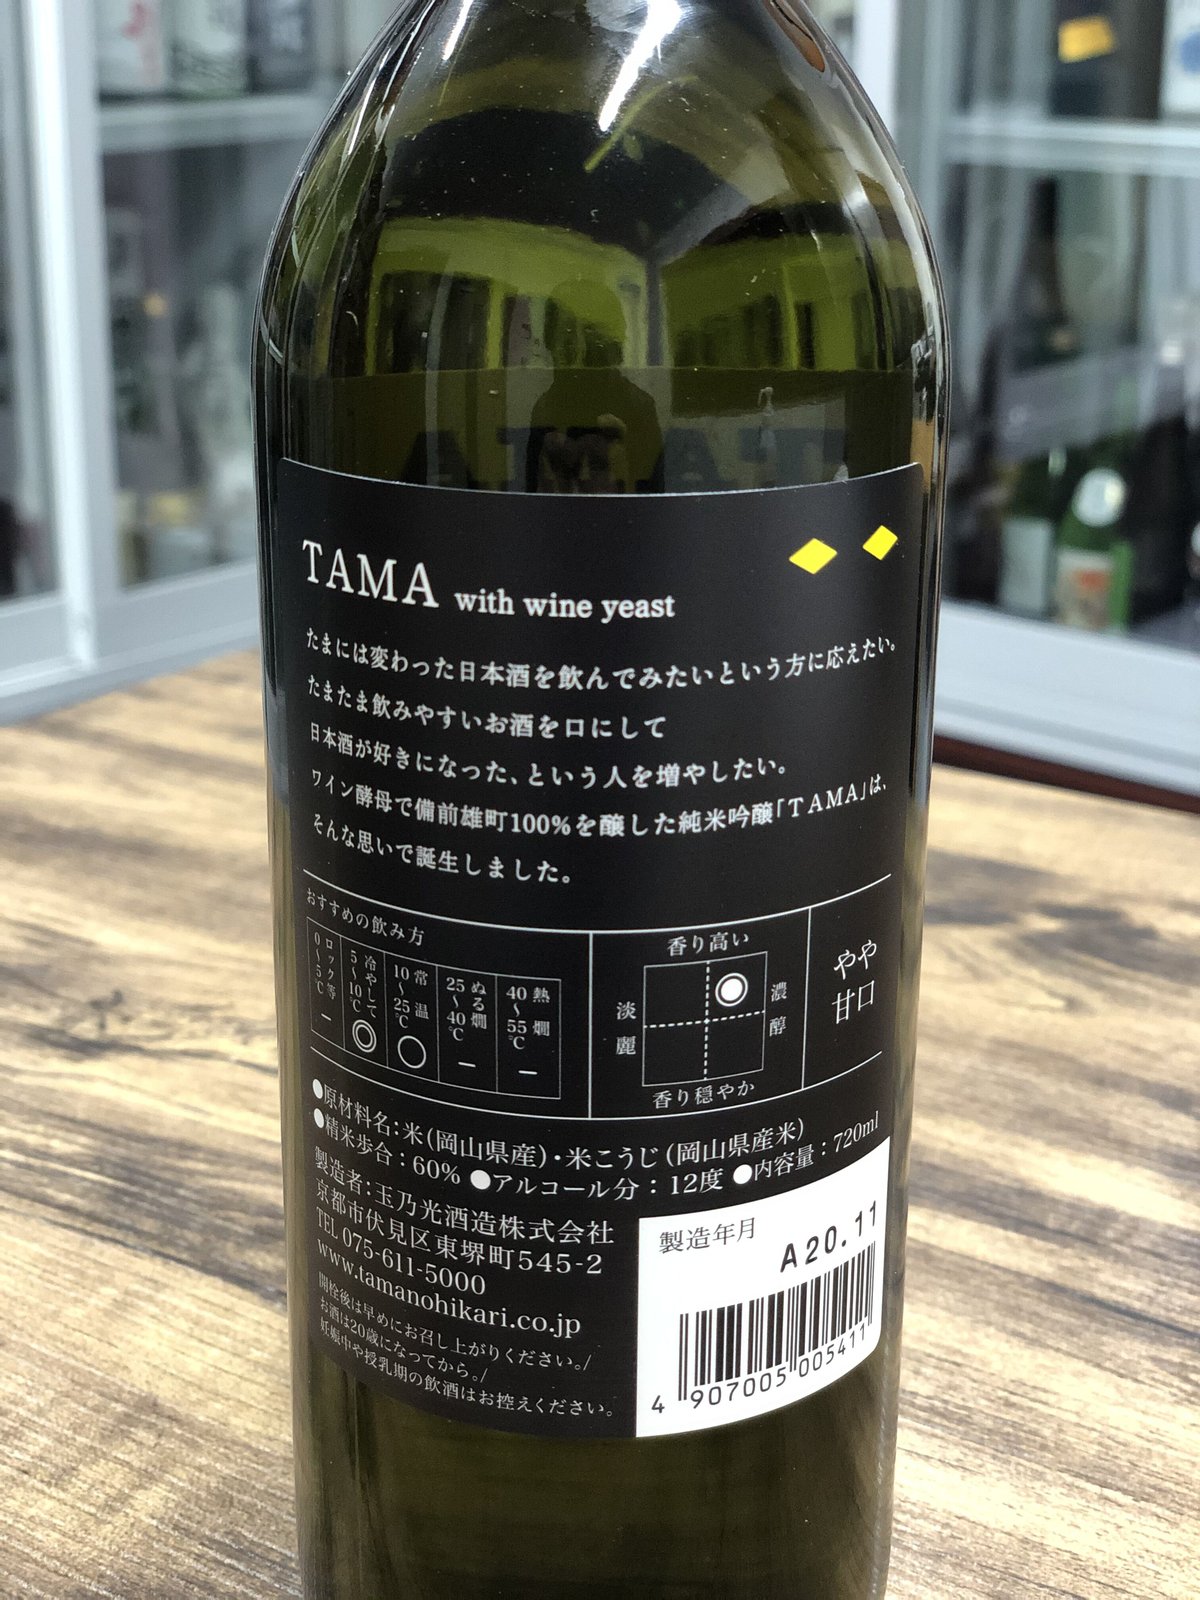 TAMA with wine yeast
たまには変わった日本酒を飲んでみたいという方に応えたい。
たまたま飲みやすいお酒を口にして
日本酒が好きになった、という人を増やしたい。
ワイン酵母で備前雄町100%を醸した純米吟醸「TAMA」は、
そんな思いで誕生しました。
おすすめの飲み方
ロック等
0〜5℃
ー
冷やして
5〜10℃
◎
常温
10〜25℃
○
ぬる燗
25〜40℃
ー
熱燗
40〜55℃
ー
香り高い
淡麗
濃醇
香り穏やか
やや
甘口
●原材料名:米(岡山県産)・米こうじ(岡山県産米)
●精米歩合:60% ●アルコール分:12度 ●内容量:720ml
製造者:玉乃光酒造株式会社
京都市伏見区東堺町545-2
TEL 075-611-5000
www.tamanohikari.co.jp
開栓後は早めにお召し上がりください。/
お酒は20歳になってから。/
妊娠中や授乳期の飲酒はお控えください。
製造年月
A20.11
4 907005 005411